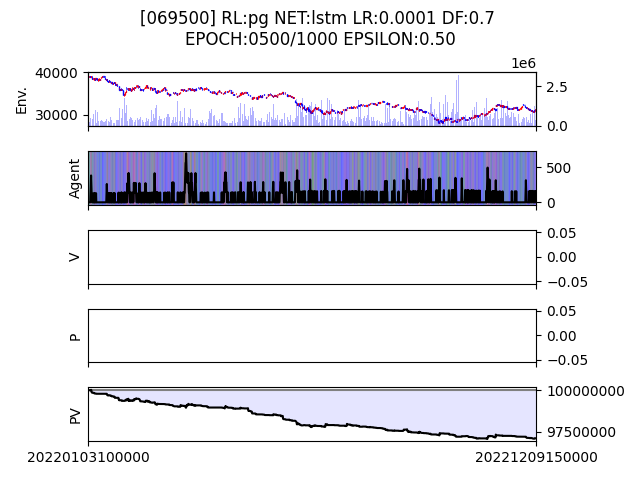 [069500] RL:pg NET:lstm LR:0.0001 DF:0.7
EPOCH:0500/1000 EPSILON:0.50
1e6
40000
30000
Env.
2.5
0.0
Agent
500
0
V
0.05
0.00
−0.05
P
0.05
0.00
−0.05
PV
100000000
97500000
20220103100000
20221209150000